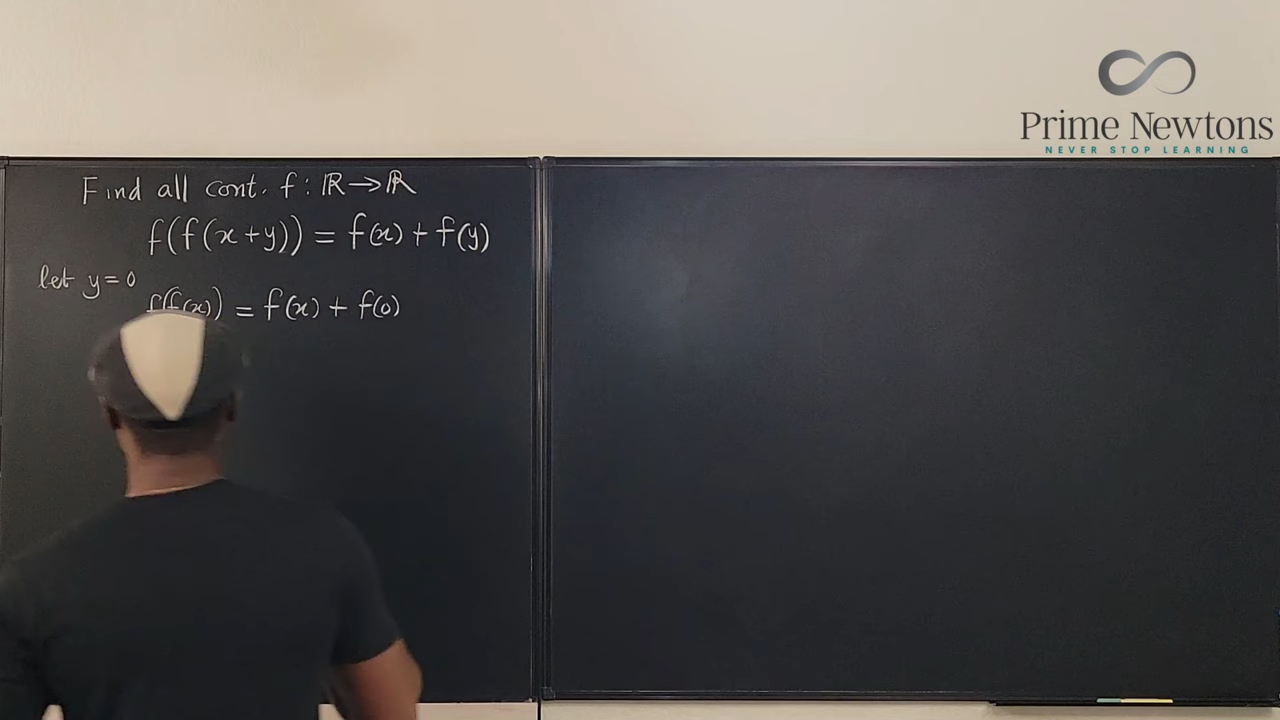 Prime Newtons
NEVER STOP LEARNING
Find all cont. f : ℝ → ℝ
f(f(x+y)) = f(x) + f(y)
let y = 0
f(f(x)) = f(x) + f(0)